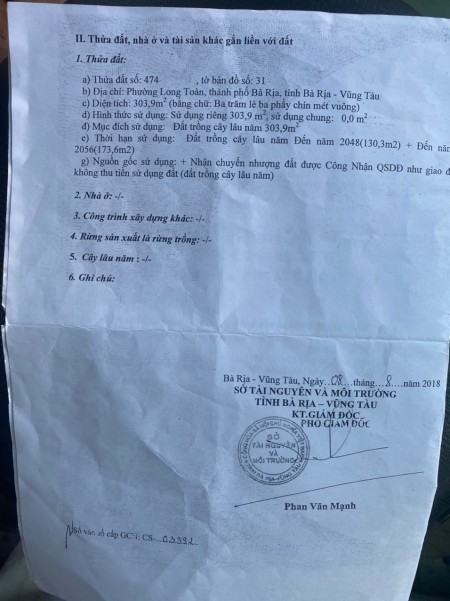 II. Thửa đất, nhà ở và tài sản khác gắn liền với đất
1. Thửa đất:
a) Thửa đất số: 474 , tờ bản đồ số: 31
b) Địa chỉ: Phường Long Toàn, thành phố Bà Rịa, tỉnh Bà Rịa - Vũng Tàu
c) Diện tích: 303,9m² (bằng chữ: Ba trăm lẻ ba phẩy chín mét vuông)
d) Hình thức sử dụng: Sử dụng riêng 303,9 m², sử dụng chung: 0,0 m²
đ) Mục đích sử dụng: Đất trồng cây lâu năm 303,9m²
e) Thời hạn sử dụng: Đất trồng cây lâu năm Đến năm 2048(130,3m2) + Đến năm
2056(173,6m2)
g) Nguồn gốc sử dụng: + Nhận chuyển nhượng đất được Công Nhận QSDĐ như giao đ
không thu tiền sử dụng đất (đất trồng cây lâu năm)
2. Nhà ở: -/-
3. Công trình xây dựng khác: -/-
4. Rừng sản xuất là rừng trồng: -/-
5. Cây lâu năm : -/-
6. Ghi chú:
Bà Rịa - Vũng Tàu, Ngày...08...tháng...8...năm 2018
SỞ TÀI NGUYÊN VÀ MÔI TRƯỜNG
TỈNH BÀ RỊA – VŨNG TÀU
KT.GIÁM ĐỐC
PHÓ GIÁM ĐỐC
SỞ
TÀI NGUYÊN
VÀ
MÔI TRƯỜNG
Phan Văn Mạnh
Số vào sổ cấp GCN: CS-